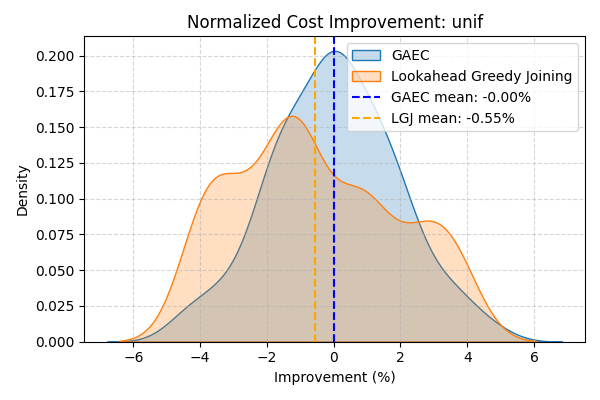 Normalized Cost Improvement: unif
GAEC
Lookahead Greedy Joining
GAEC mean: -0.00%
LGJ mean: -0.55%
Density
0.200
0.175
0.150
0.125
0.100
0.075
0.050
0.025
0.000
−6 −4 −2 0 2 4 6
Improvement (%)